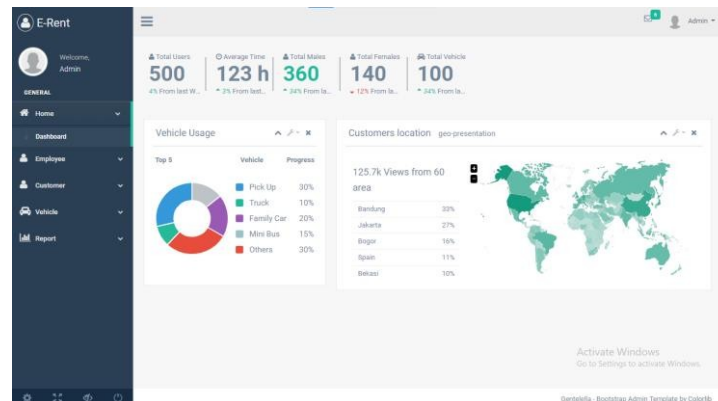 E-Rent
Welcome,
Admin
GENERAL
Home
Dashboard
Employee
Customer
Vehicle
Report
6
Admin
Total Users
500
4% From last W...
Average Time
123 h
3% From last...
Total Males
360
34% From la...
Total Females
140
12% From la...
Total Vehicle
100
34% From la...
Vehicle Usage
Top 5 Vehicle Progress
Pick Up 30%
Truck 10%
Family Car 20%
Mini Bus 15%
Others 30%
Customers location geo-presentation
125.7k Views from 60
area
Bandung 33%
Jakarta 27%
Bogor 16%
Spain 11%
Bekasi 10%
+
-
Activate Windows
Go to Settings to activate Windows.
Gentelella - Bootstrap Admin Template by Colorlib